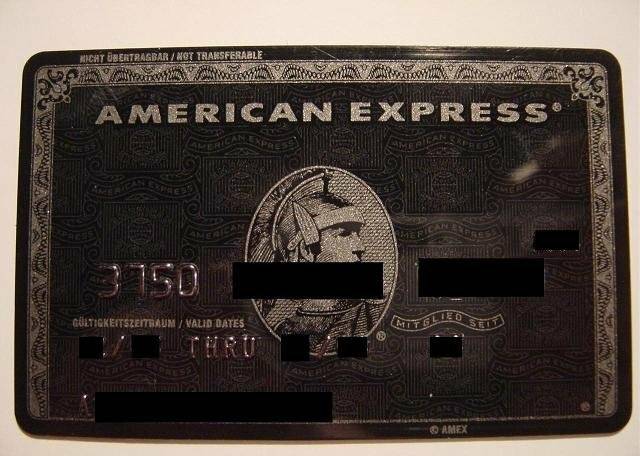 NICHT ÜBERTRAGBAR / NOT TRANSFERABLE
AMERICAN EXPRESS®
3750
MITGLIED SEIT
GÜLTIGKEITSZEITRAUM / VALID DATES
/ THRU /
A
®
© AMEX